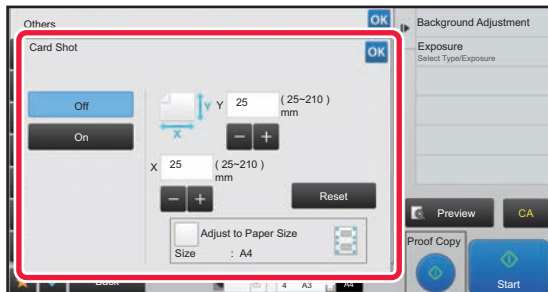 Others
OK
Background Adjustment
Card Shot
OK
Exposure
Select Type/Exposure
Off
Y
Y
25
( 25~210 )
mm
On
X
X
25
( 25~210 )
mm
Reset
Adjust to Paper Size
Size : A4
Preview
CA
Proof Copy
Start
Back
4
A3
A4